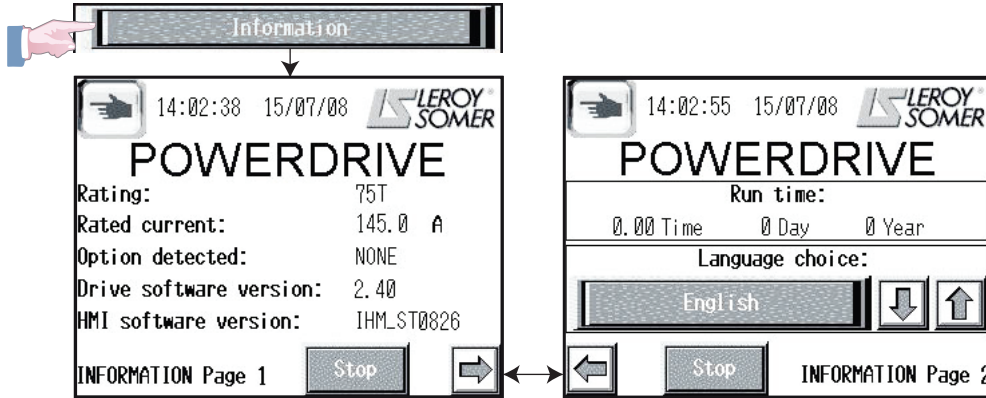 Information
14:02:38 15/07/08 LEROY SOMER
POWERDRIVE
Rating: 75T
Rated current: 145.0 A
Option detected: NONE
Drive software version: 2.40
HMI software version: IHM_ST0826
INFORMATION Page 1 Stop
14:02:55 15/07/08 LEROY SOMER
POWERDRIVE
Run time:
0.00 Time 0 Day 0 Year
Language choice:
English
Stop INFORMATION Page 2